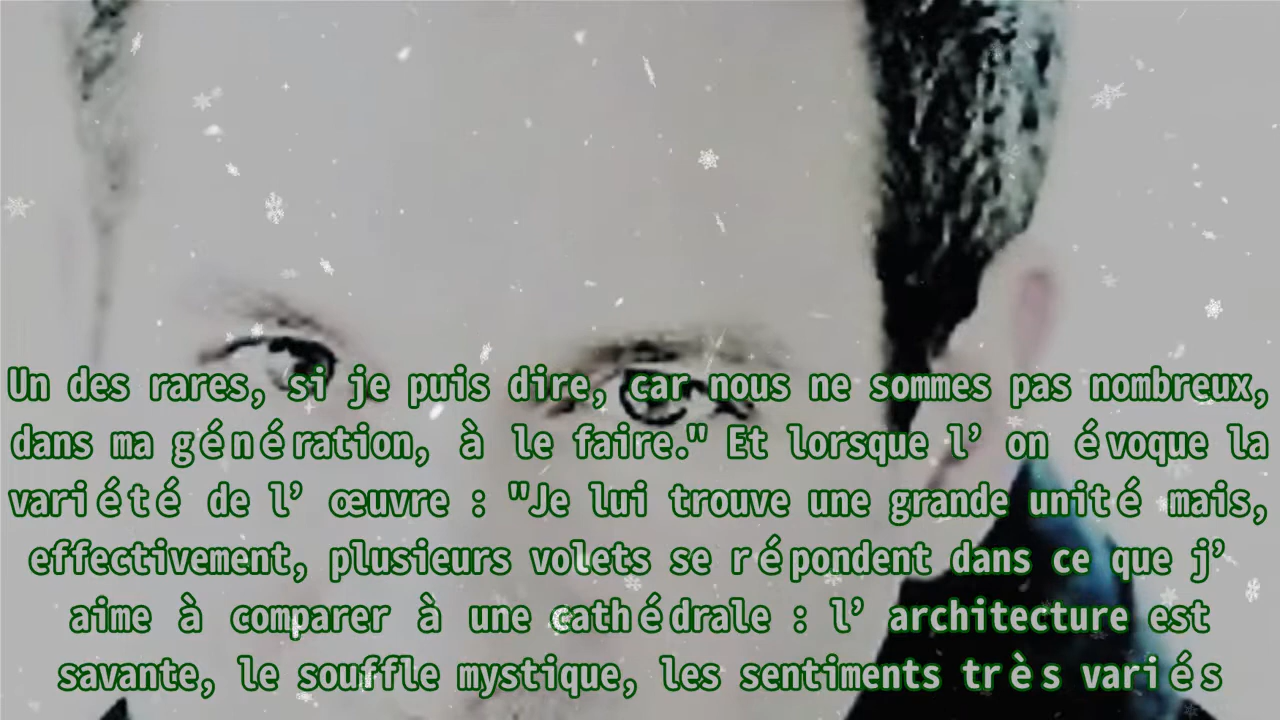 Un des rares, si je puis dire, car nous ne sommes pas nombreux,
dans ma génération, à le faire." Et lorsque l’ on évoque la
variété de l’ œuvre : "Je lui trouve une grande unité mais,
effectivement, plusieurs volets se répondent dans ce que j’
aime à comparer à une cathédrale : l’ architecture est
savante, le souffle mystique, les sentiments très variés